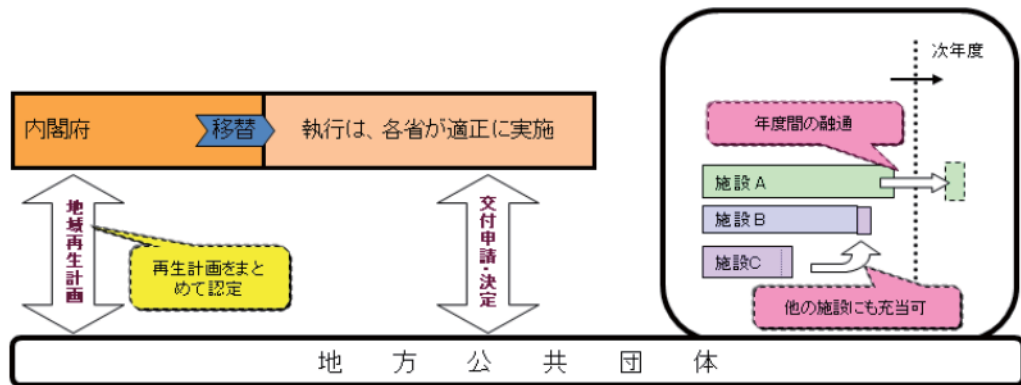 次年度
内閣府
移替
執行は、各省が適正に実施
年度間の融通
施設A
施設B
施設C
他の施設にも充当可
地域再生計画
再生計画をまと
めて認定
交付申請・決定
地方公共団体